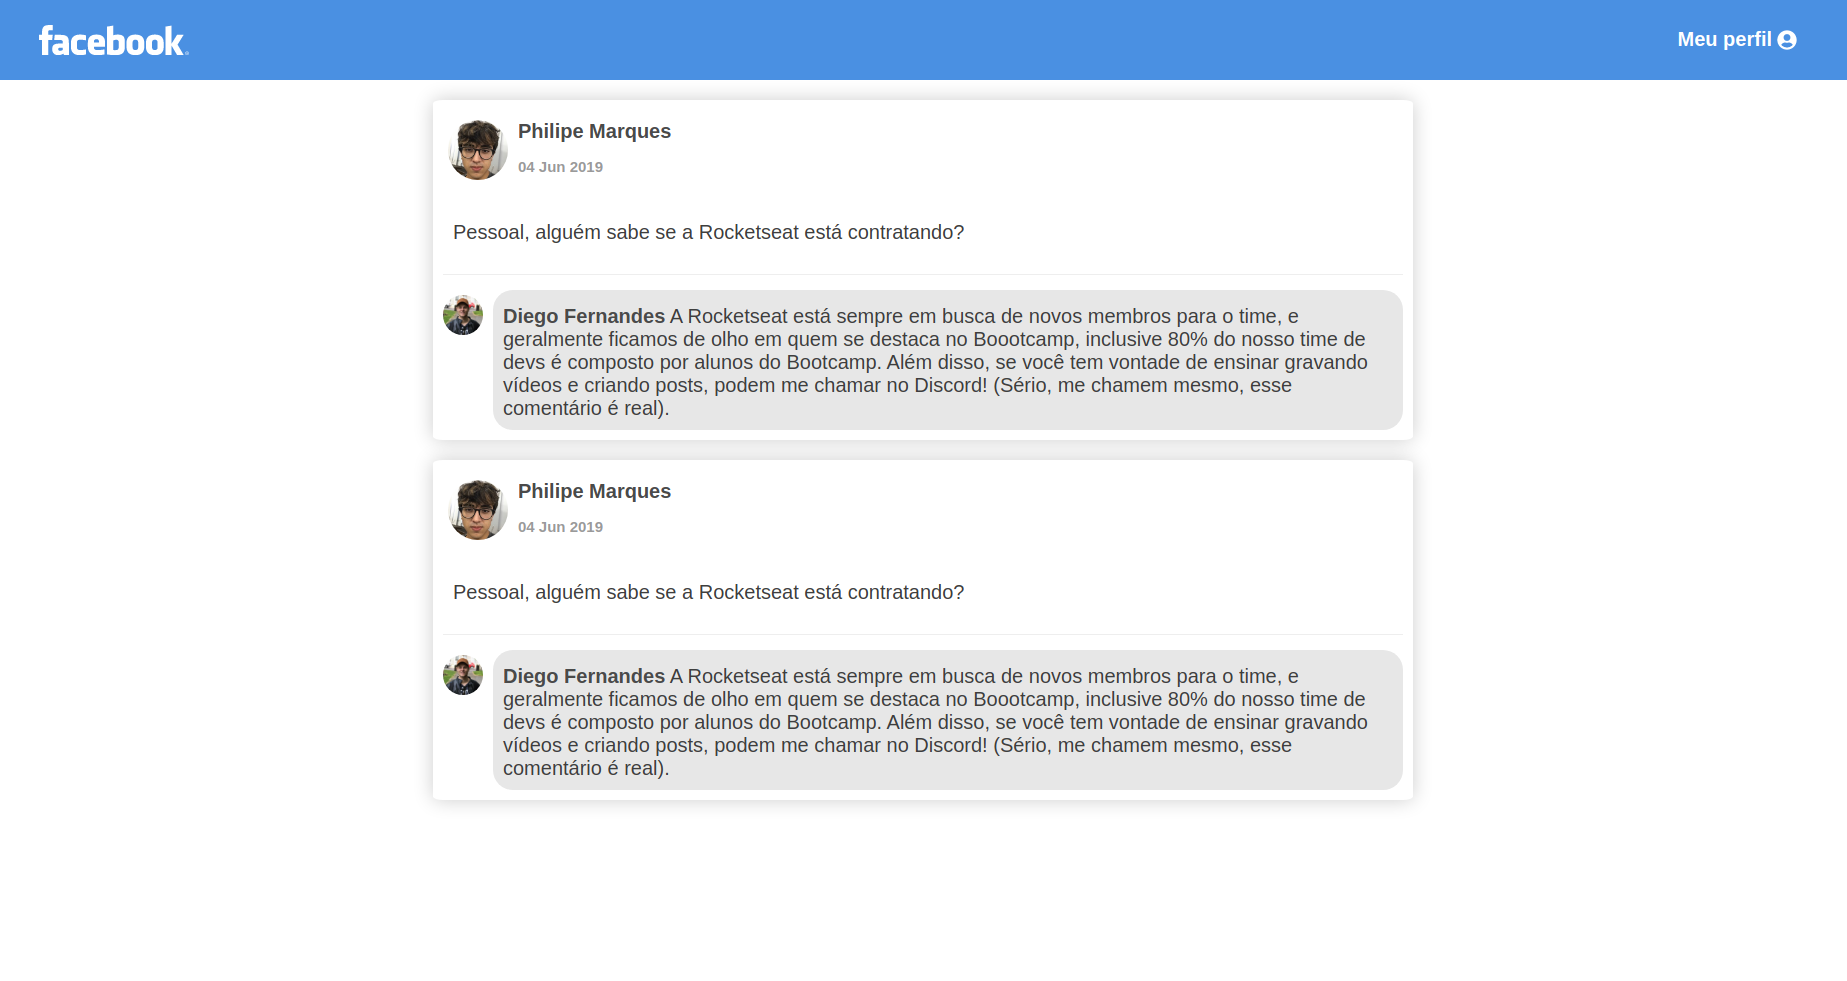 facebook.
Meu perfil
Philipe Marques
04 Jun 2019
Pessoal, alguém sabe se a Rocketseat está contratando?
Diego Fernandes A Rocketseat está sempre em busca de novos membros para o time, e
geralmente ficamos de olho em quem se destaca no Boootcamp, inclusive 80% do nosso time de
devs é composto por alunos do Bootcamp. Além disso, se você tem vontade de ensinar gravando
vídeos e criando posts, podem me chamar no Discord! (Sério, me chamem mesmo, esse
comentário é real).
Philipe Marques
04 Jun 2019
Pessoal, alguém sabe se a Rocketseat está contratando?
Diego Fernandes A Rocketseat está sempre em busca de novos membros para o time, e
geralmente ficamos de olho em quem se destaca no Boootcamp, inclusive 80% do nosso time de
devs é composto por alunos do Bootcamp. Além disso, se você tem vontade de ensinar gravando
vídeos e criando posts, podem me chamar no Discord! (Sério, me chamem mesmo, esse
comentário é real).